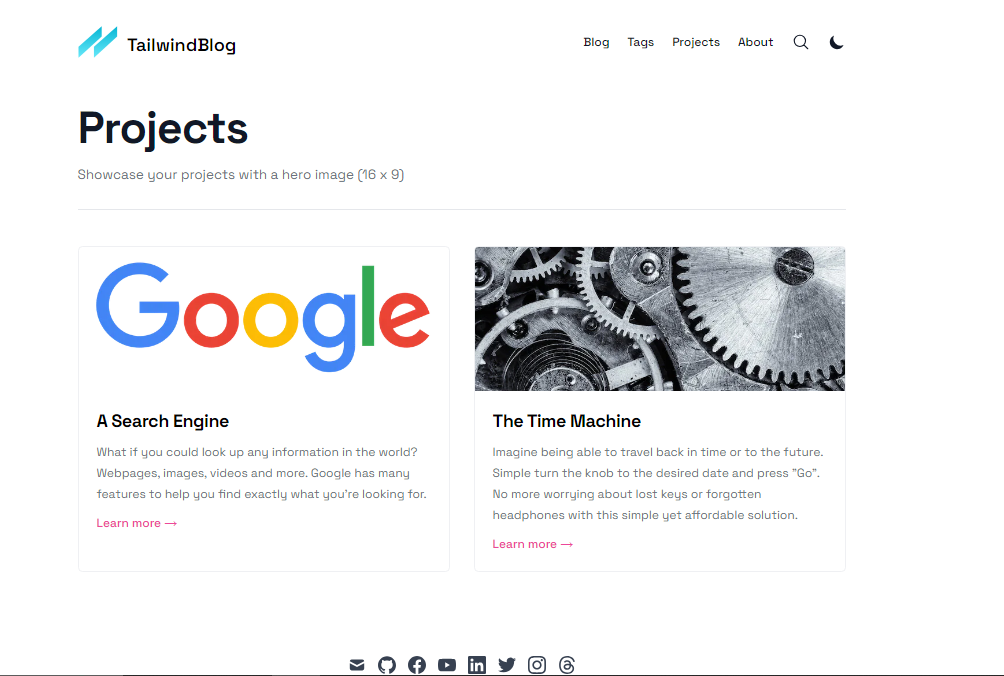 TailwindBlog
Blog Tags Projects About
Projects
Showcase your projects with a hero image (16 x 9)
Google
A Search Engine
What if you could look up any information in the world?
Webpages, images, videos and more. Google has many
features to help you find exactly what you're looking for.
Learn more →
The Time Machine
Imagine being able to travel back in time or to the future.
Simple turn the knob to the desired date and press "Go".
No more worrying about lost keys or forgotten
headphones with this simple yet affordable solution.
Learn more →